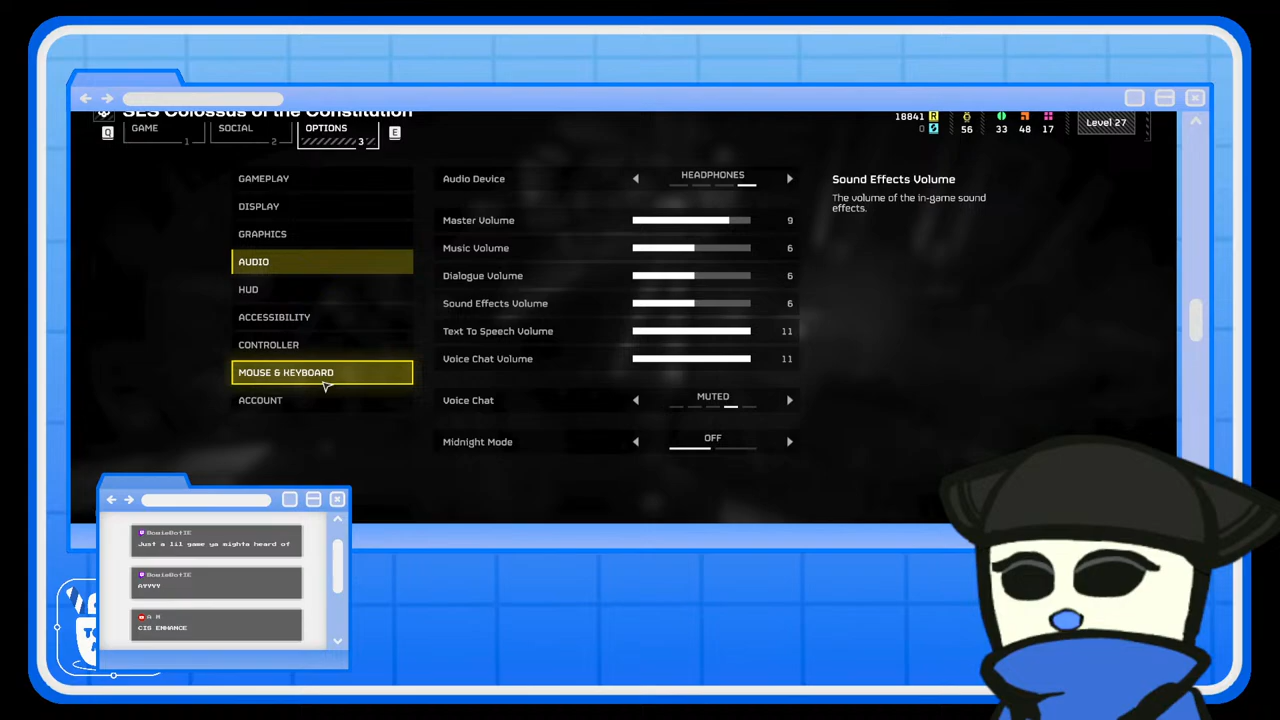 SES Colossus of the Constitution
Q
GAME
1
SOCIAL
2
OPTIONS
3
E
18841 R
0 S
56
33
48
17
Level 27
GAMEPLAY
DISPLAY
GRAPHICS
AUDIO
HUD
ACCESSIBILITY
CONTROLLER
MOUSE & KEYBOARD
ACCOUNT
Audio Device
HEADPHONES
Master Volume
9
Music Volume
6
Dialogue Volume
6
Sound Effects Volume
6
Text To Speech Volume
11
Voice Chat Volume
11
Voice Chat
MUTED
Midnight Mode
OFF
Sound Effects Volume
The volume of the in-game sound
effects.
BowieBotIE
Just a lil game ya mighta heard of
BowieBotIE
AYYYY
A M
CIS ENHANCE